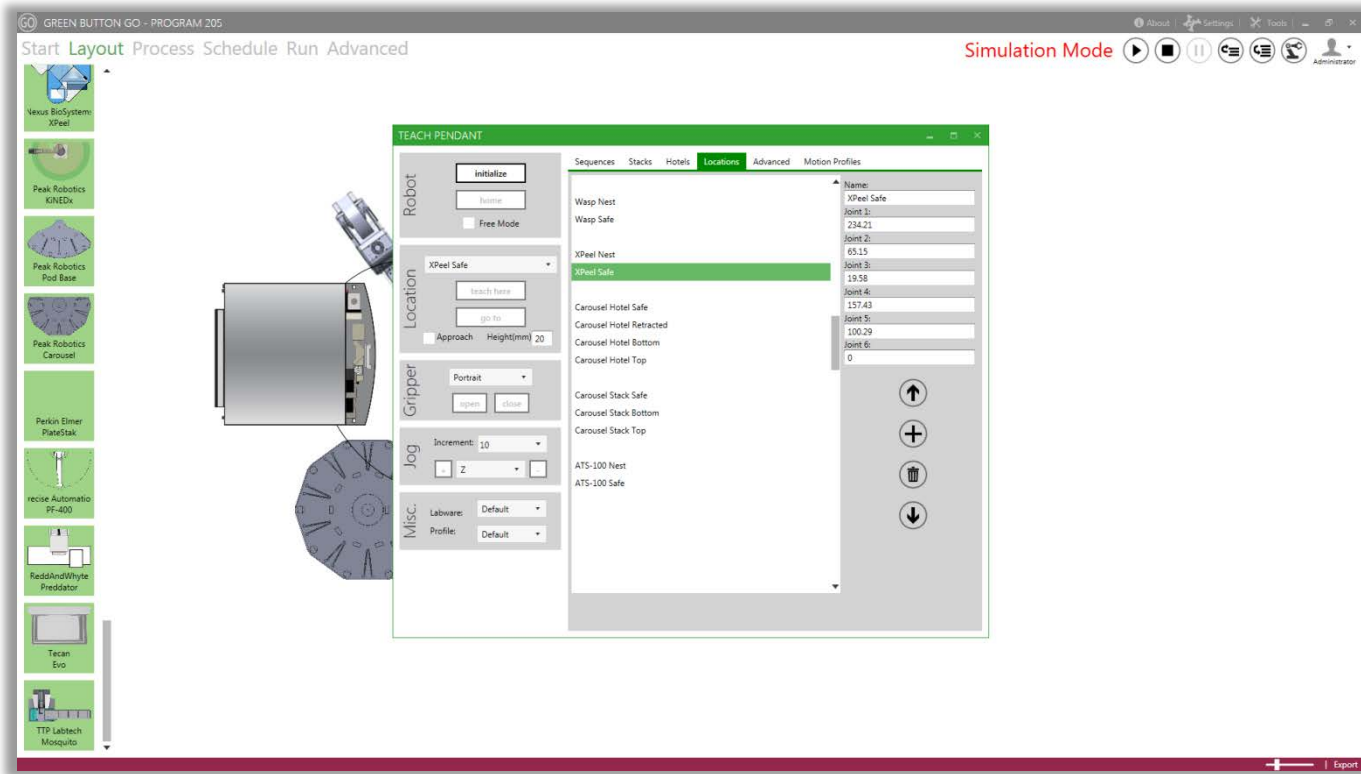 GO GREEN BUTTON GO - PROGRAM 205
About | Settings | Tools
Start Layout Process Schedule Run Advanced
Simulation Mode
Administrator
Nexus BioSystems
XPeel
Peak Robotics
KiNEDx
Peak Robotics
Pod Base
Peak Robotics
Carousel
Perkin Elmer
PlateStak
recise Automatio
PF-400
ReddAndWhyte
Preddator
Tecan
Evo
TTP Labtech
Mosquito
TEACH PENDANT
Robot
initialize
home
Free Mode
Location
XPeel Safe
teach here
go to
Approach Height(mm) 20
Gripper
Portrait
open close
Jog
Increment: 10
- Z -
Misc.
Labware: Default
Profile: Default
Sequences Stacks Hotels Locations Advanced Motion Profiles
Wasp Nest
Wasp Safe
XPeel Nest
XPeel Safe
Carousel Hotel Safe
Carousel Hotel Retracted
Carousel Hotel Bottom
Carousel Hotel Top
Carousel Stack Safe
Carousel Stack Bottom
Carousel Stack Top
ATS-100 Nest
ATS-100 Safe
Name:
XPeel Safe
Joint 1:
234.21
Joint 2:
65.15
Joint 3:
19.58
Joint 4:
157.43
Joint 5:
100.29
Joint 6:
0
| Export